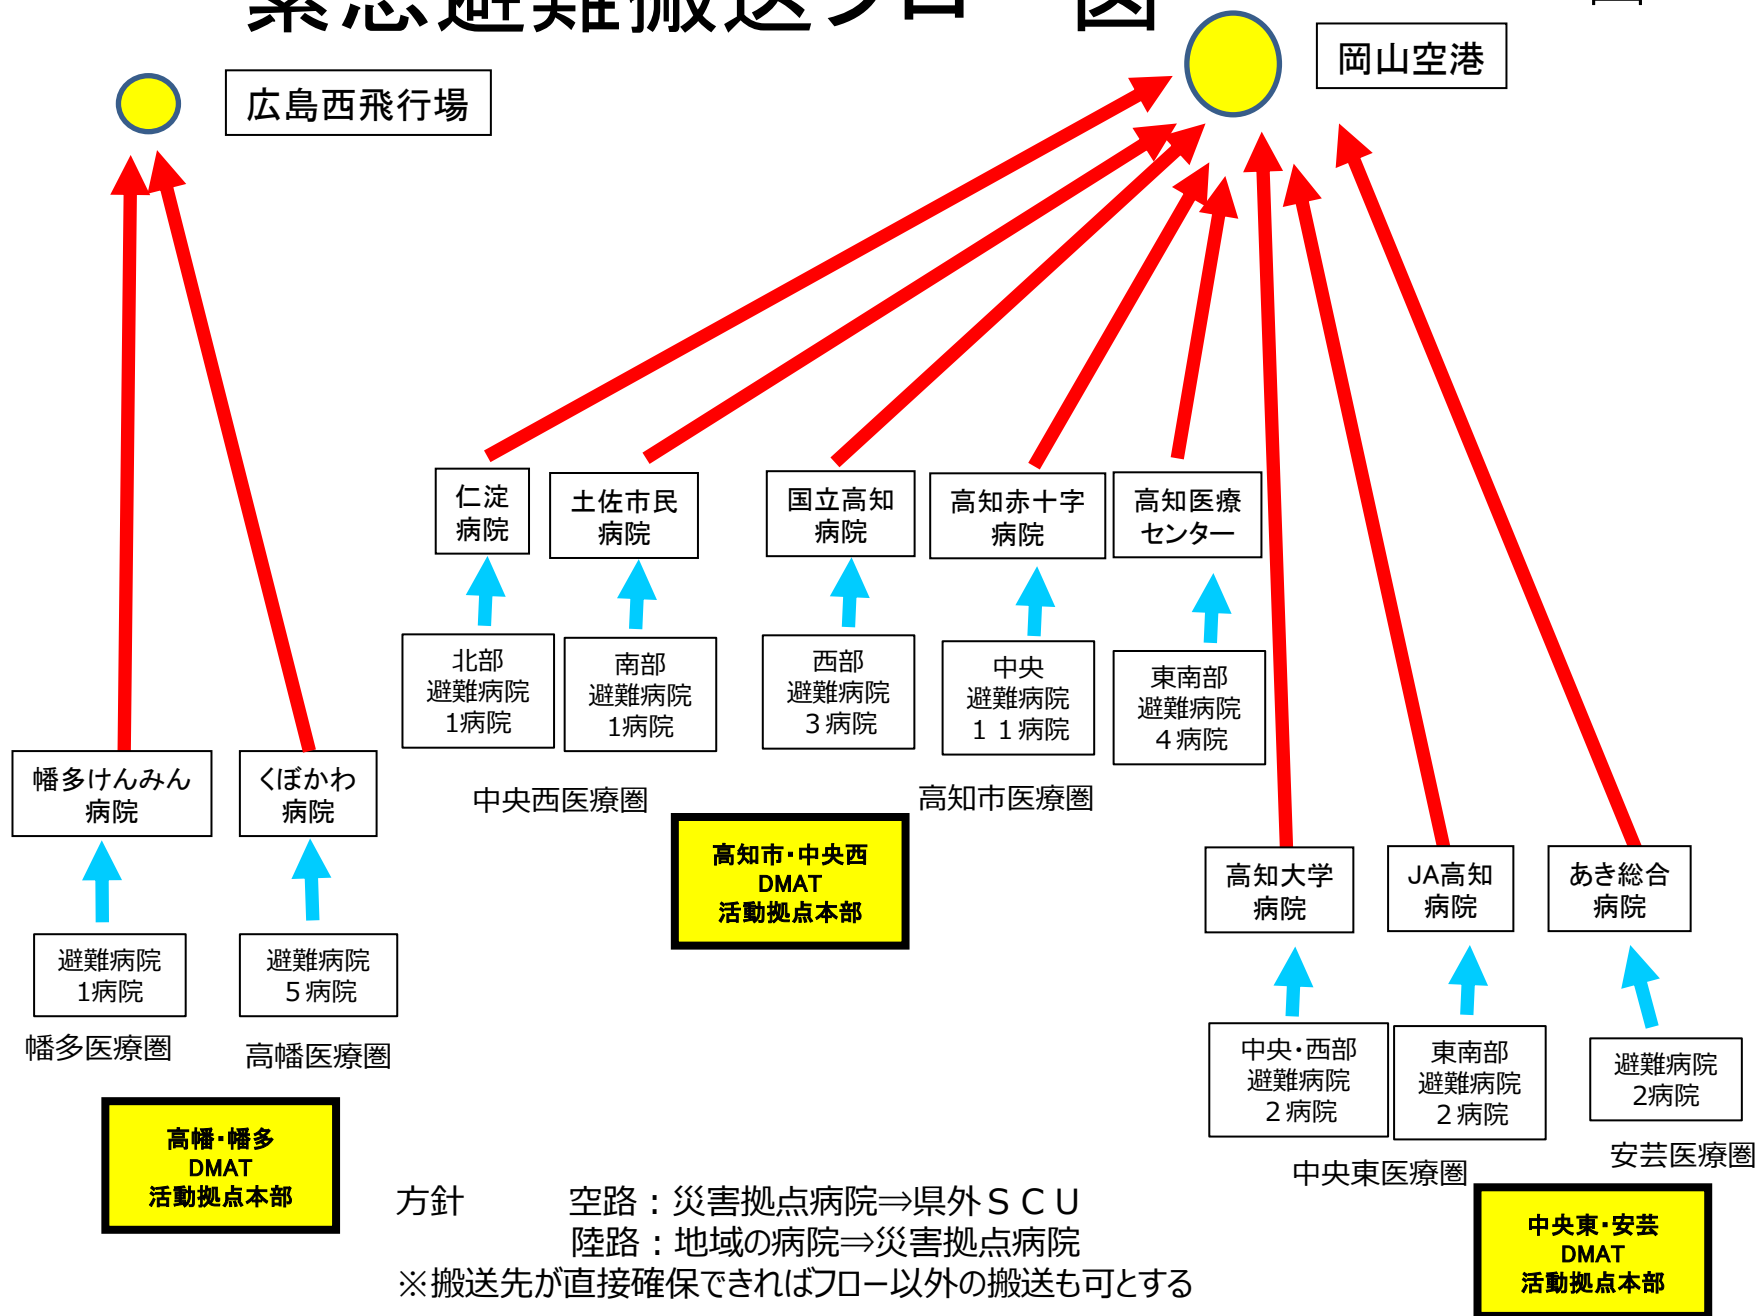 緊急避難搬送フロー図
広島西飛行場
岡山空港
仁淀
病院
土佐市民
病院
国立高知
病院
高知赤十字
病院
高知医療
センター
北部
避難病院
1病院
南部
避難病院
1病院
西部
避難病院
３病院
中央
避難病院
１１病院
東南部
避難病院
４病院
中央西医療圏
高知市医療圏
幡多けんみん
病院
くぼかわ
病院
高知市・中央西
DMAT
活動拠点本部
高知大学
病院
JA高知
病院
あき総合
病院
避難病院
1病院
避難病院
５病院
幡多医療圏
高幡医療圏
中央・西部
避難病院
２病院
東南部
避難病院
２病院
避難病院
2病院
中央東医療圏
安芸医療圏
高幡・幡多
DMAT
活動拠点本部
中央東・安芸
DMAT
活動拠点本部
方針　空路：災害拠点病院⇒県外ＳＣＵ
陸路：地域の病院⇒災害拠点病院
※搬送先が直接確保できればフロー以外の搬送も可とする